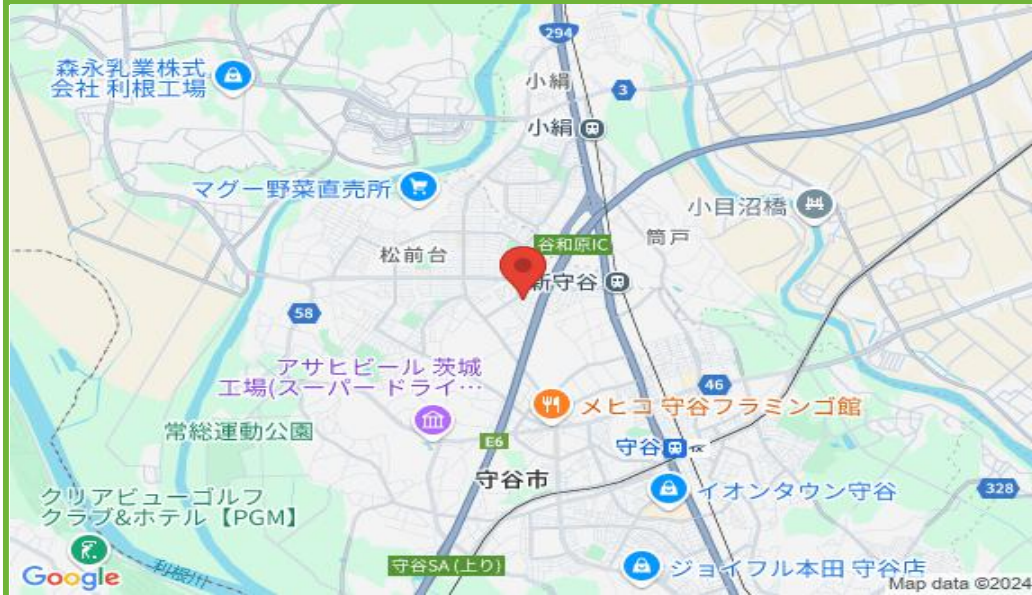 294
森永乳業株式
会社 利根工場
小絹
3
小絹
マグー野菜直売所
小目沼橋
谷和原IC
筒戸
松前台
新守谷
58
アサヒビール 茨城
工場(スーパードライ…
46
メヒコ 守谷フラミンゴ館
常総運動公園
E6
守谷
守谷市
クリアビューゴルフ
クラブ&ホテル【PGM】
イオンタウン守谷
328
守谷SA (上り)
利根川
ジョイフル本田 守谷店
Google
Map data ©2024